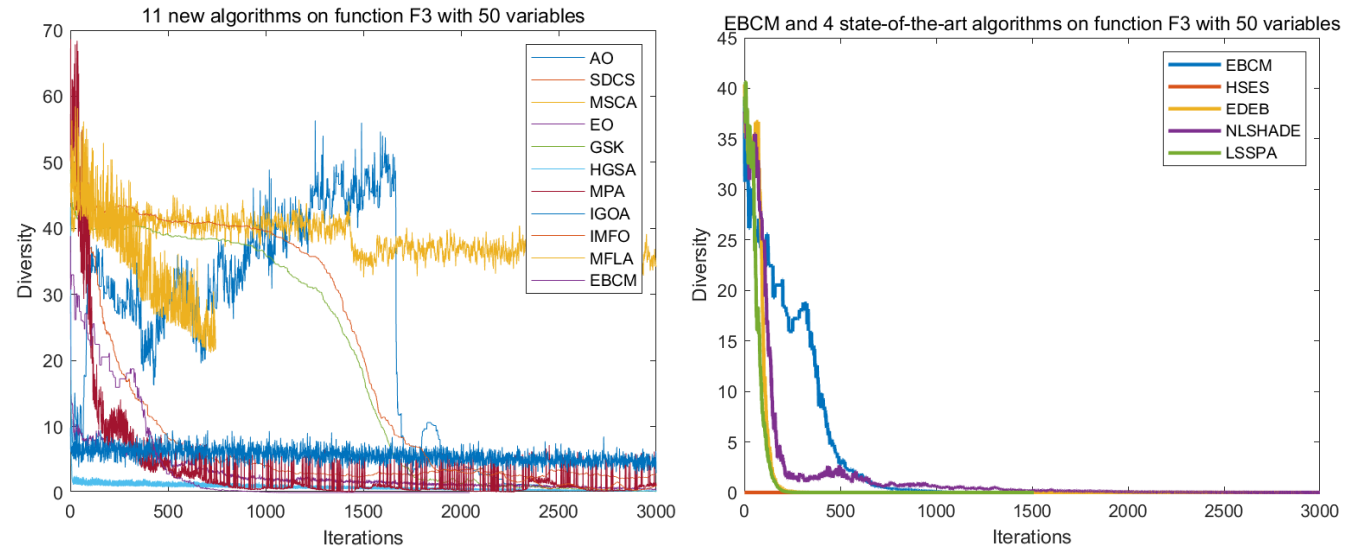 11 new algorithms on function F3 with 50 variables
70
60
50
40
30
20
10
0
Diversity
0 500 1000 1500 2000 2500 3000
Iterations
AO
SDCS
MSCA
EO
GSK
HGSA
MPA
IGOA
IMFO
MFLA
EBCM
EBCM and 4 state-of-the-art algorithms on function F3 with 50 variables
45
40
35
30
25
20
15
10
5
0
Diversity
0 500 1000 1500 2000 2500 3000
Iterations
EBCM
HSES
EDEB
NLSHADE
LSSPA